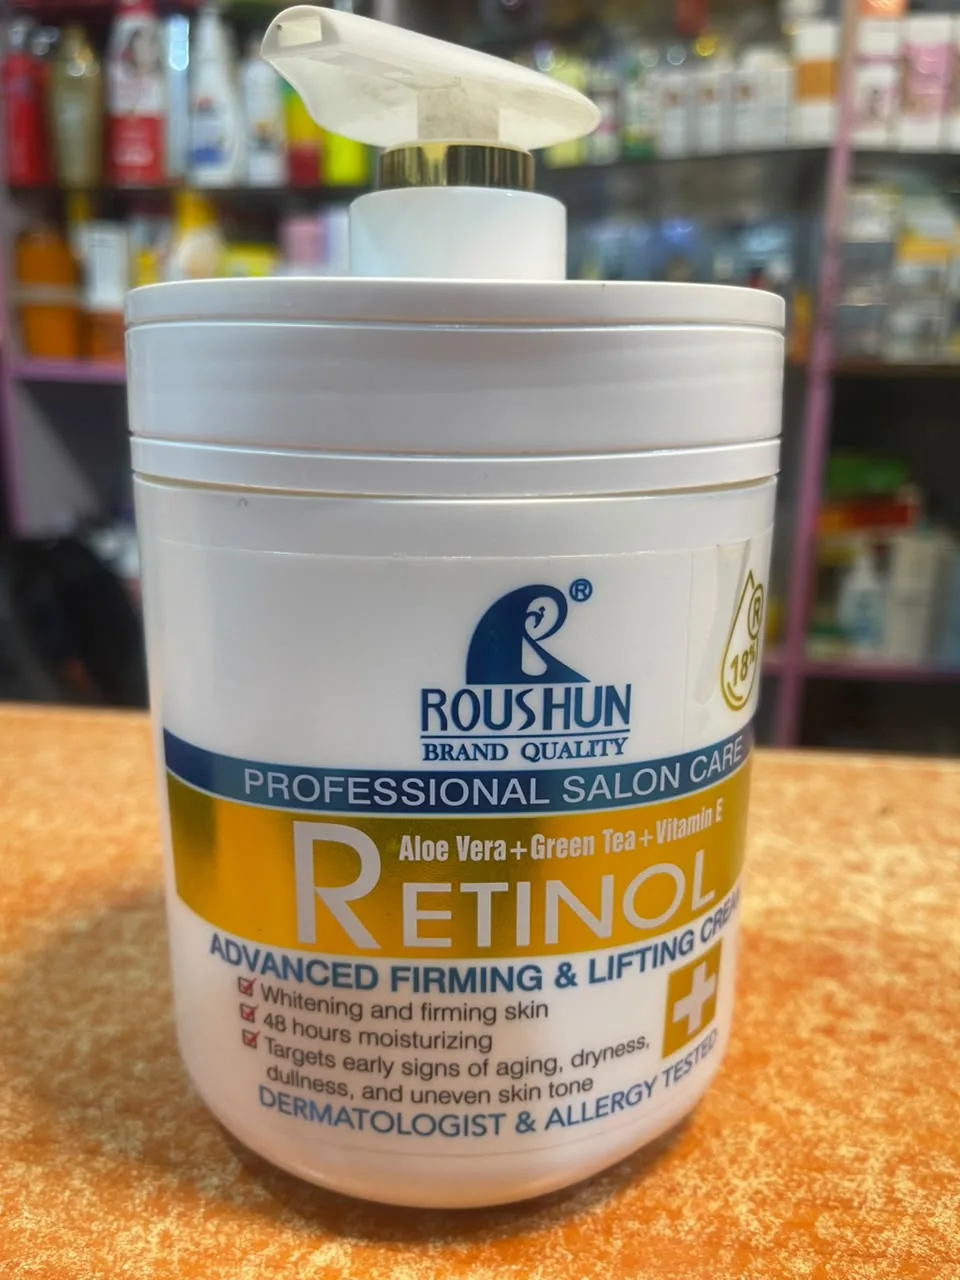 ®
ROUSHUN
BRAND QUALITY
®
18%
PROFESSIONAL SALON CARE
Aloe Vera+Green Tea+Vitamin E
RETINOL
ADVANCED FIRMING & LIFTING CREAM
Whitening and firming skin
48 hours moisturizing
Targets early signs of aging, dryness,
dullness, and uneven skin tone
DERMATOLOGIST & ALLERGY TESTED